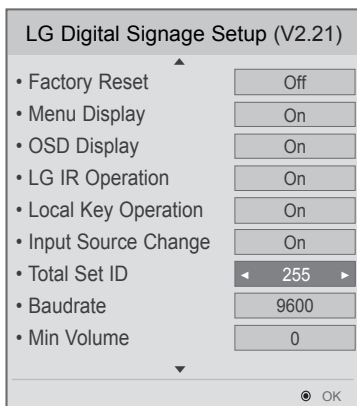 LG Digital Signage Setup (V2.21)
• Factory Reset Off
• Menu Display On
• OSD Display On
• LG IR Operation On
• Local Key Operation On
• Input Source Change On
• Total Set ID ◄ 255 ►
• Baudrate 9600
• Min Volume 0
OK